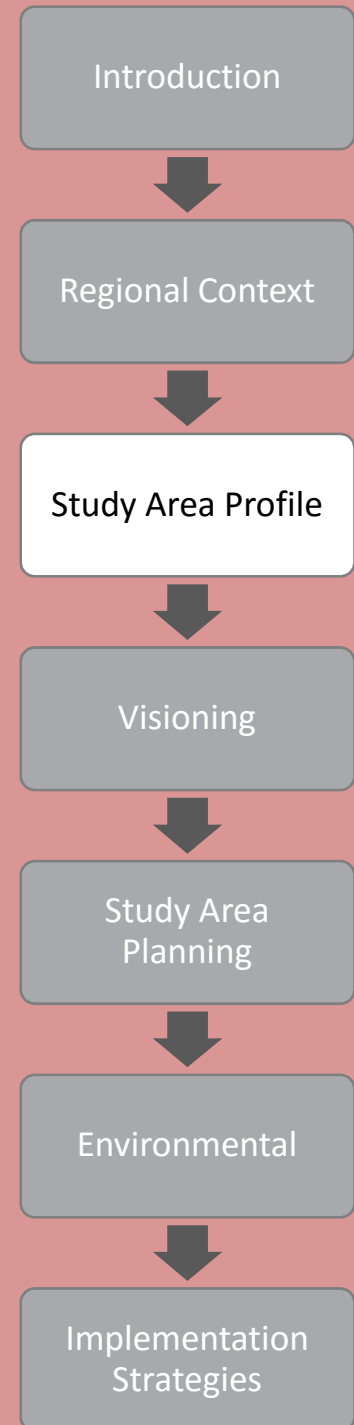 Introduction
Regional Context
Study Area Profile
Visioning
Study Area
Planning
Environmental
Implementation
Strategies